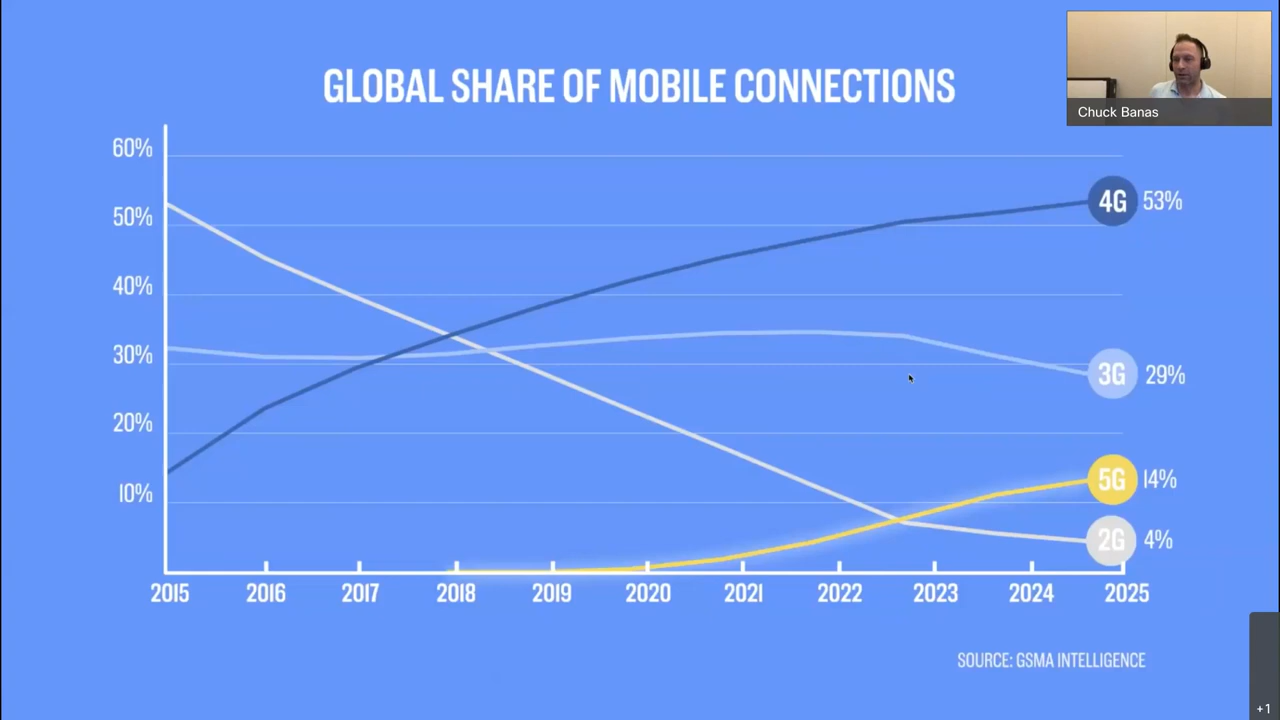 GLOBAL SHARE OF MOBILE CONNECTIONS
Chuck Banas
60%
50%
40%
30%
20%
10%
4G 53%
3G 29%
5G 14%
2G 4%
2015 2016 2017 2018 2019 2020 2021 2022 2023 2024 2025
SOURCE: GSMA INTELLIGENCE
+1